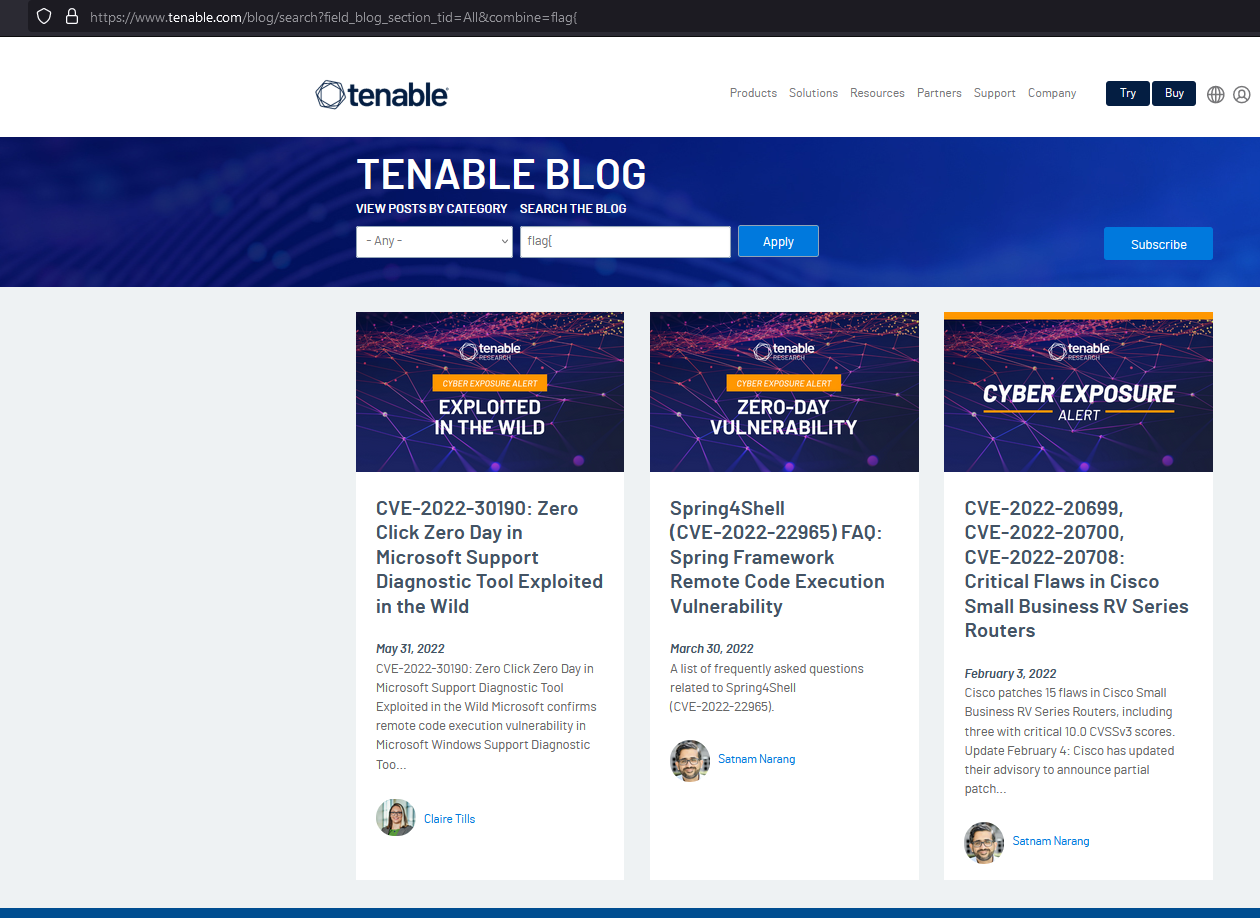 https://www.tenable.com/blog/search?field_blog_section_tid=All&combine=flag{
tenable
Products Solutions Resources Partners Support Company Try Buy
TENABLE BLOG
VIEW POSTS BY CATEGORY SEARCH THE BLOG
- Any - flag{ Apply Subscribe
tenable
RESEARCH
CYBER EXPOSURE ALERT
EXPLOITED
IN THE WILD
CVE-2022-30190: Zero
Click Zero Day in
Microsoft Support
Diagnostic Tool Exploited
in the Wild
May 31, 2022
CVE-2022-30190: Zero Click Zero Day in
Microsoft Support Diagnostic Tool
Exploited in the Wild Microsoft confirms
remote code execution vulnerability in
Microsoft Windows Support Diagnostic
Too...
Claire Tills
tenable
RESEARCH
CYBER EXPOSURE ALERT
ZERO-DAY
VULNERABILITY
Spring4Shell
(CVE-2022-22965) FAQ:
Spring Framework
Remote Code Execution
Vulnerability
March 30, 2022
A list of frequently asked questions
related to Spring4Shell
(CVE-2022-22965).
Satnam Narang
tenable
RESEARCH
CYBER EXPOSURE
ALERT
CVE-2022-20699,
CVE-2022-20700,
CVE-2022-20708:
Critical Flaws in Cisco
Small Business RV Series
Routers
February 3, 2022
Cisco patches 15 flaws in Cisco Small
Business RV Series Routers, including
three with critical 10.0 CVSSv3 scores.
Update February 4: Cisco has updated
their advisory to announce partial
patch...
Satnam Narang